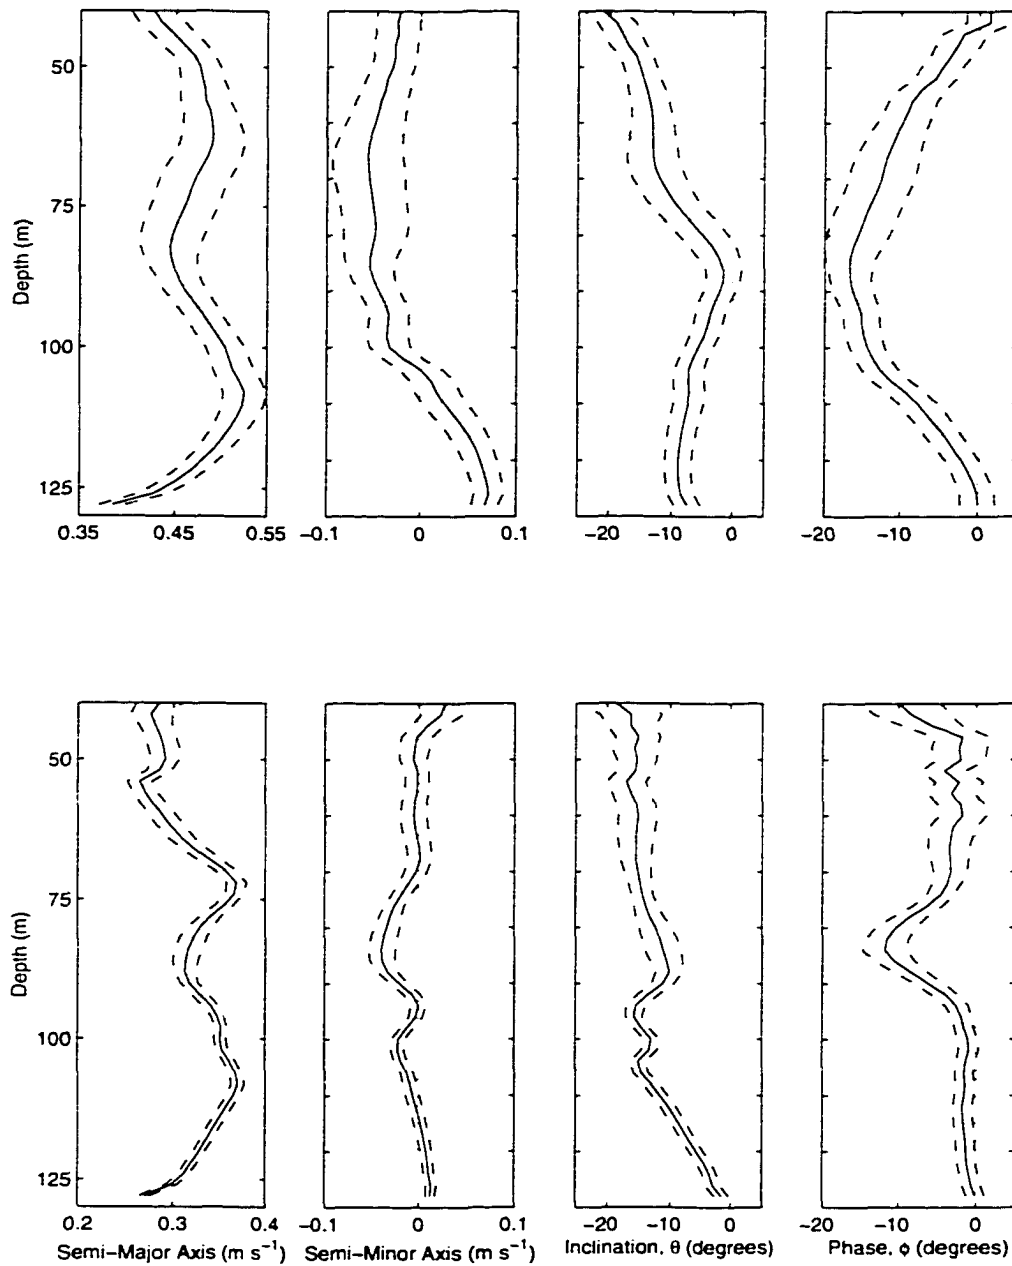 50
75
100
125
Depth (m)
0.35 0.45 0.55
−0.1 0 0.1
−20 −10 0
−20 −10 0
50
75
100
125
Depth (m)
0.2 0.3 0.4
−0.1 0 0.1
−20 −10 0
−20 −10 0
Semi−Major Axis (m s⁻¹)
Semi−Minor Axis (m s⁻¹)
Inclination, θ (degrees)
Phase, ϕ (degrees)